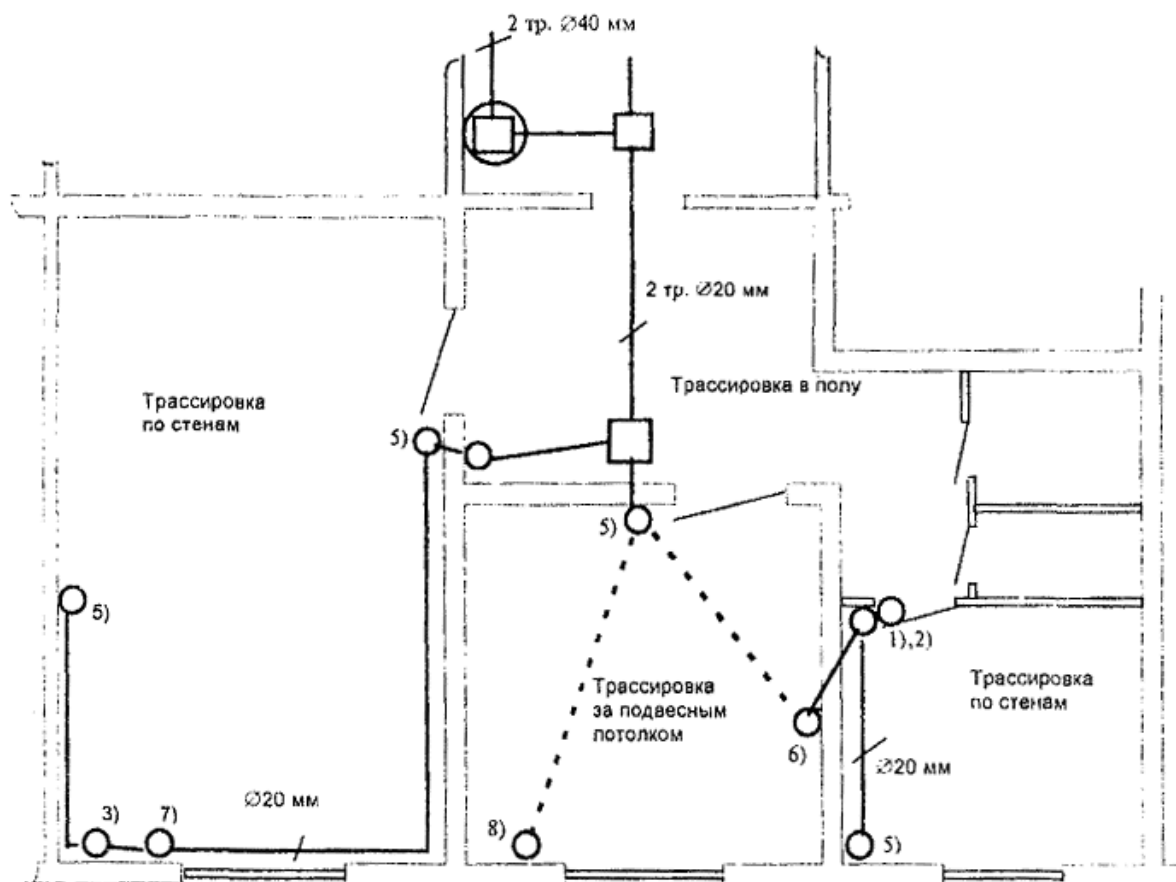 2 тр. ∅40 мм
2 тр. ∅20 мм
Трассировка в полу
Трассировка
по стенам
5)
5)
5)
1),2)
Трассировка
по стенам
Трассировка
за подвесным
потолком
6)
∅20 мм
∅20 мм
3)
7)
8)
5)